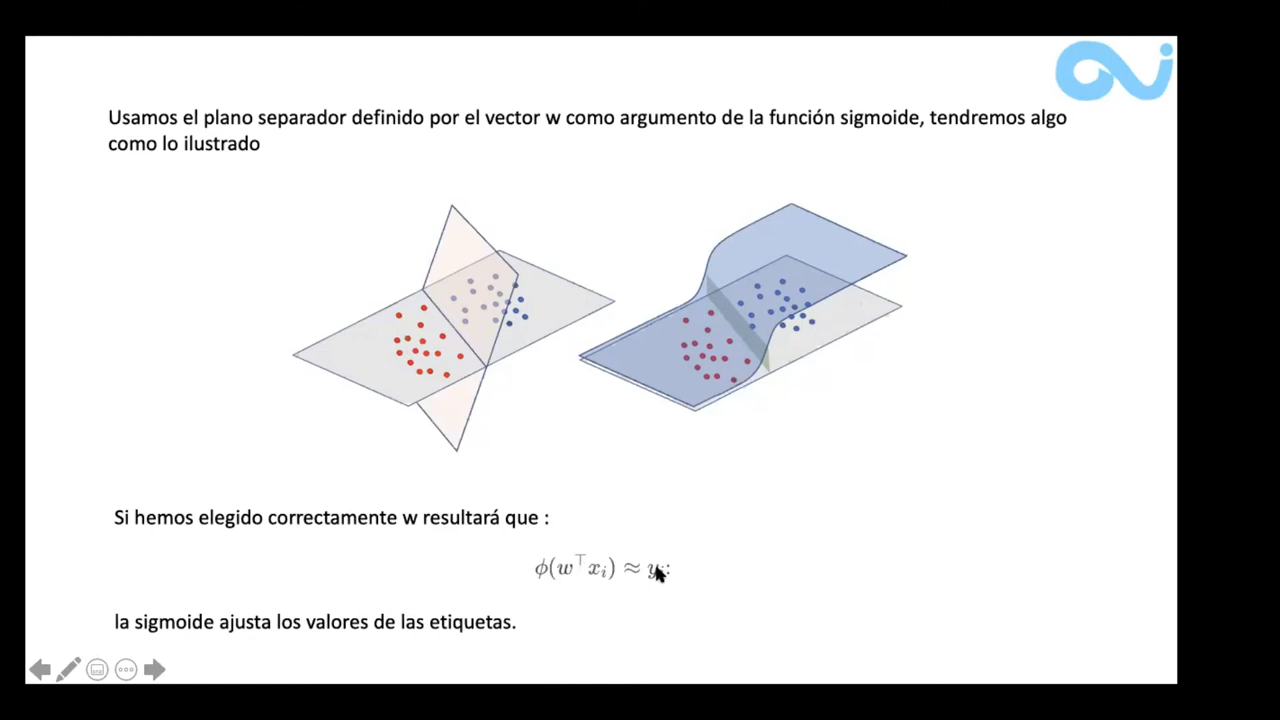 Usamos el plano separador definido por el vector w como argumento de la función sigmoide, tendremos algo
como lo ilustrado
Si hemos elegido correctamente w resultará que :
ϕ(w⊤xᵢ) ≈ y
la sigmoide ajusta los valores de las etiquetas.